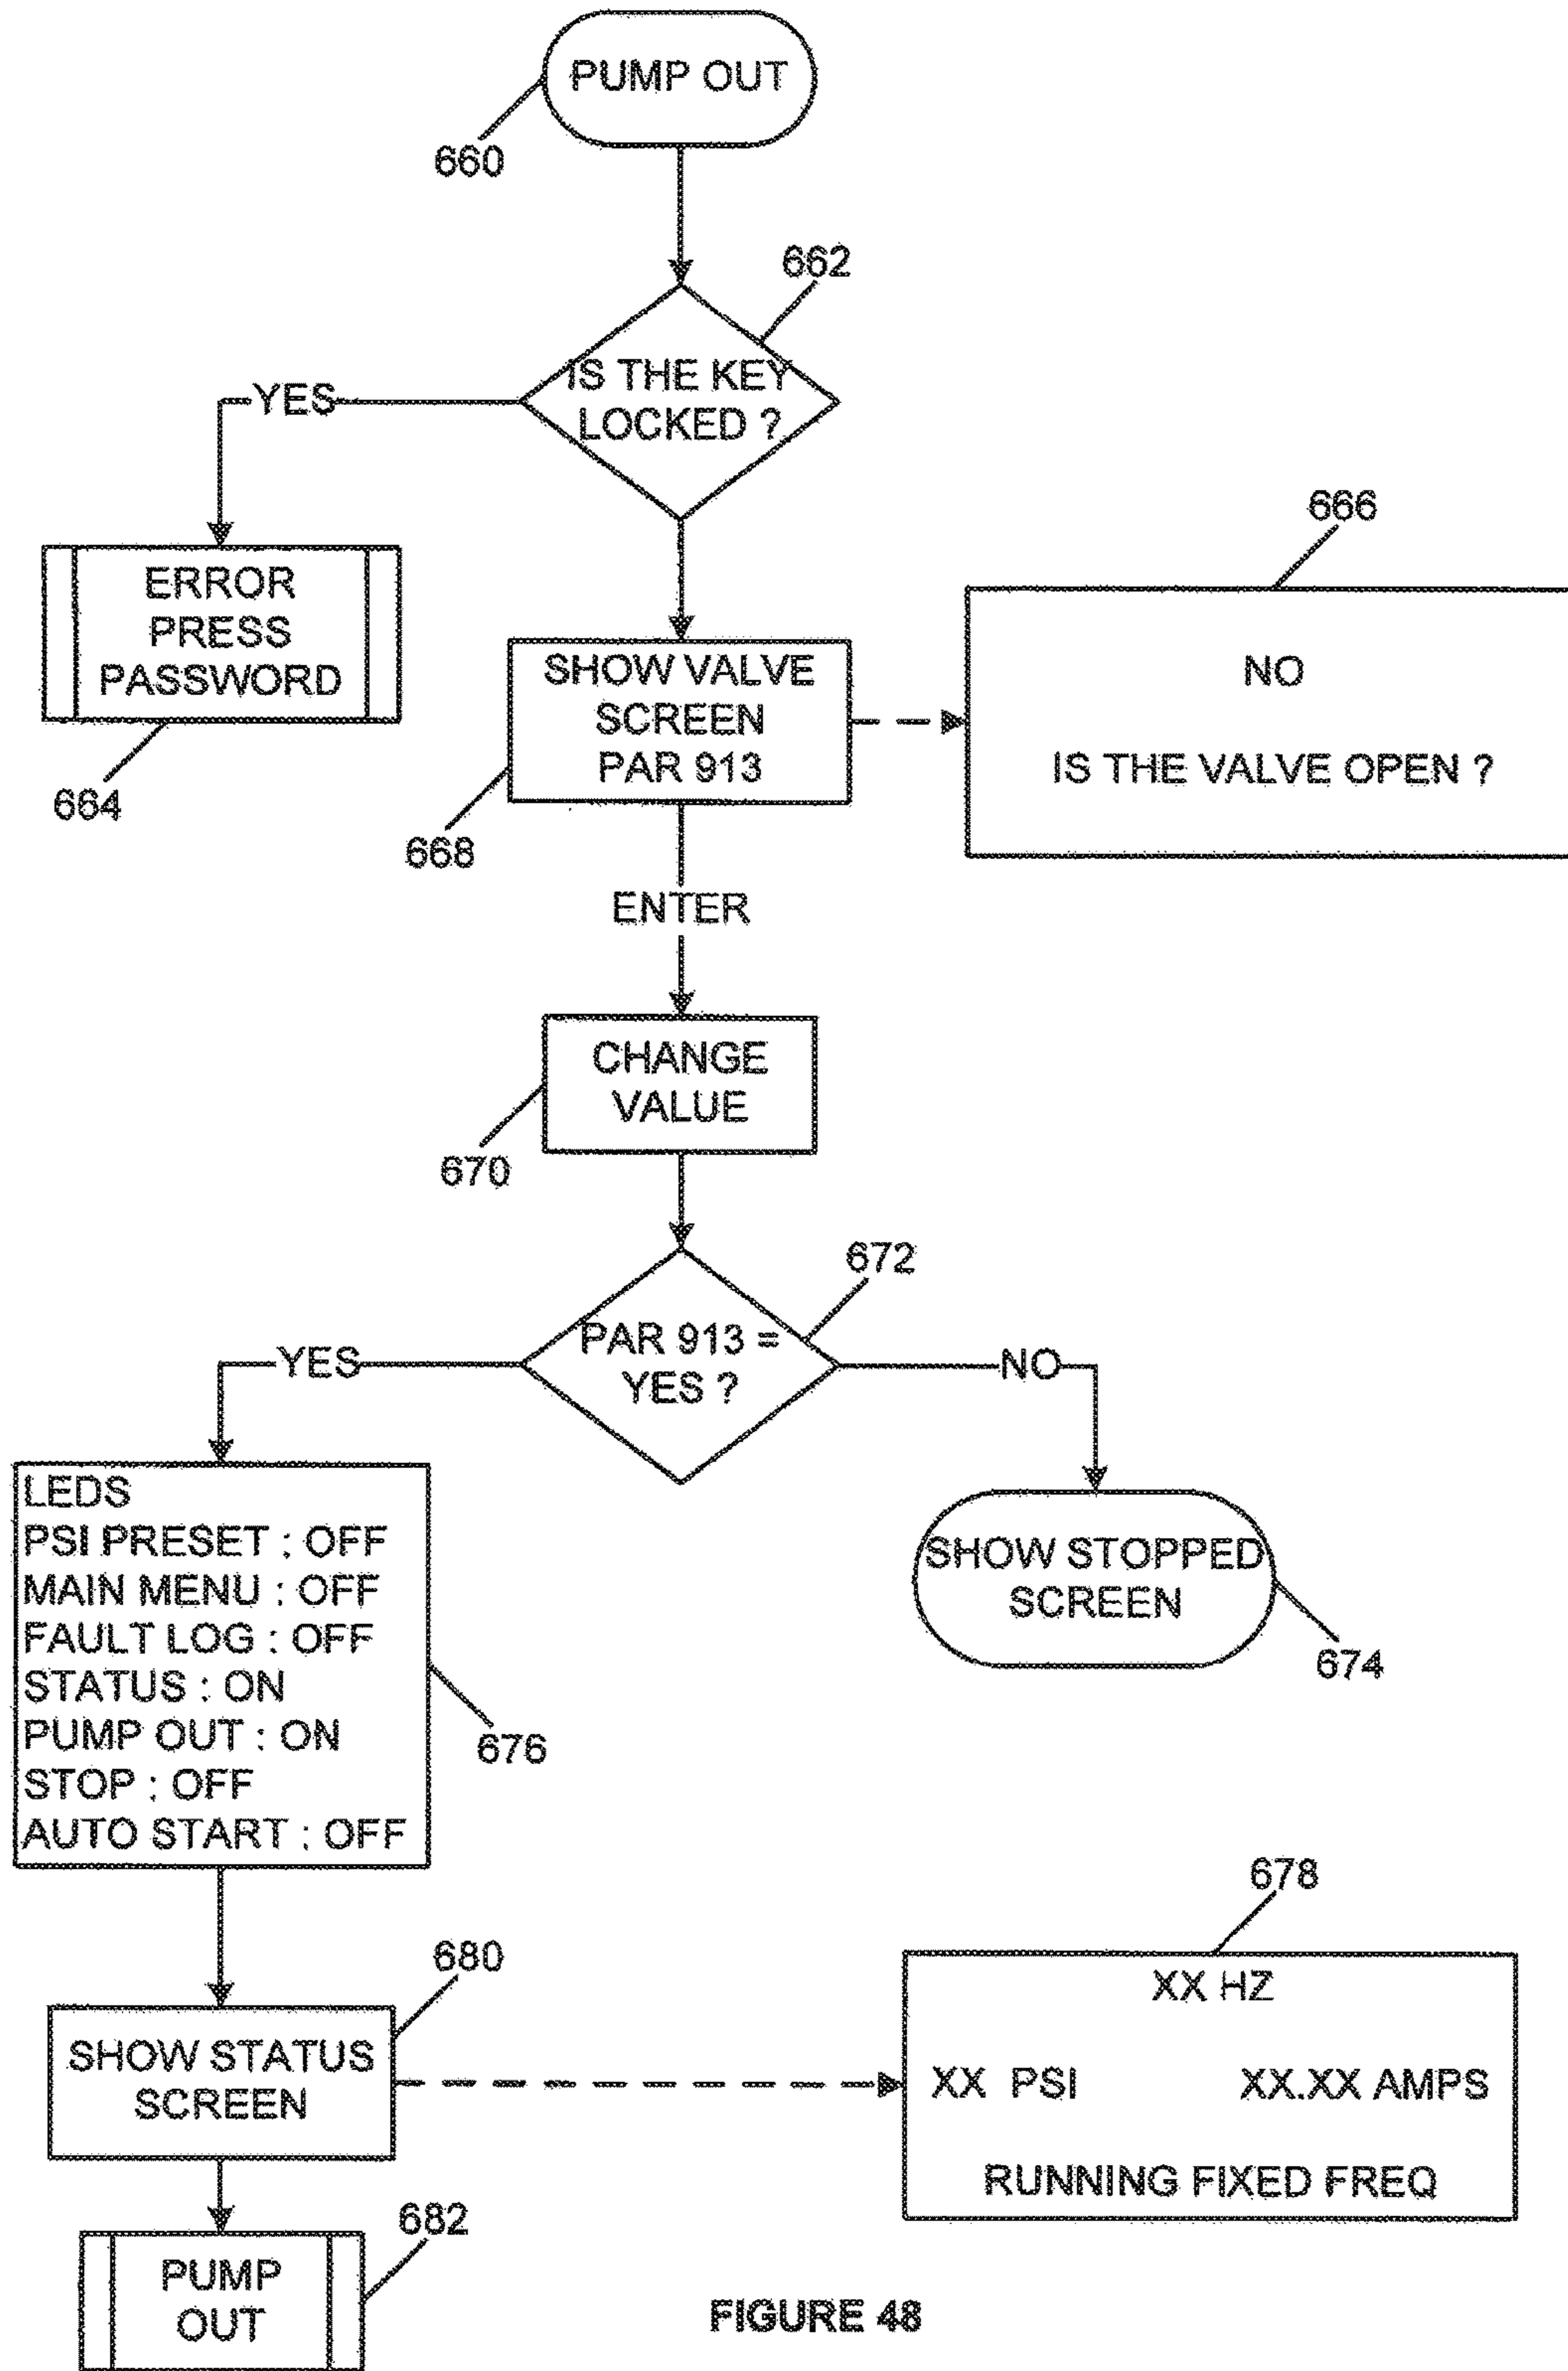 PUMP OUT
660
662
IS THE KEY
LOCKED ?
YES
666
ERROR
PRESS
PASSWORD
664
SHOW VALVE
SCREEN
PAR 913
668
NO
IS THE VALVE OPEN ?
ENTER
CHANGE
VALUE
670
672
PAR 913 =
YES ?
YES
NO
LEDS
PSI PRESET : OFF
MAIN MENU : OFF
FAULT LOG : OFF
STATUS : ON
PUMP OUT : ON
STOP : OFF
AUTO START : OFF
676
SHOW STOPPED
SCREEN
674
678
680
XX HZ
SHOW STATUS
SCREEN
XX PSI XX.XX AMPS
RUNNING FIXED FREQ
682
PUMP
OUT
FIGURE 48